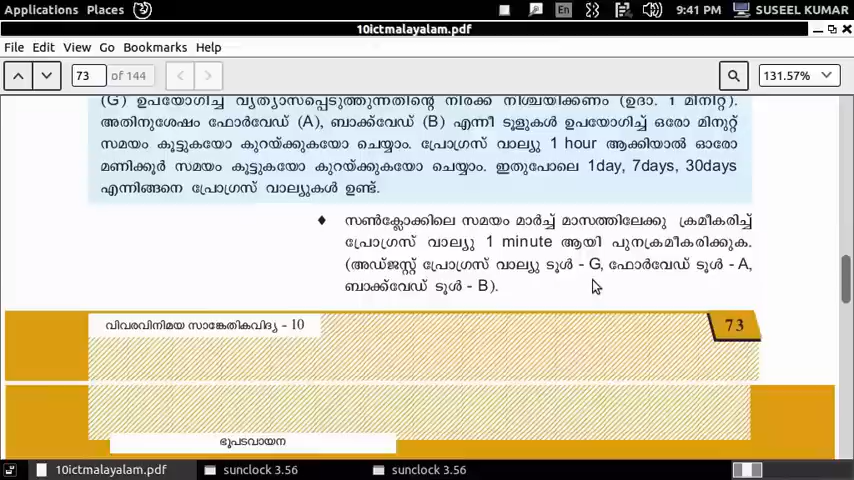 Applications Places En 9:41 PM SUSEEL KUMAR
10ictmalayalam.pdf
File Edit View Go Bookmarks Help
73 of 144 131.57%
(G) ഉപയോഗിച്ച് വ്യത്യാസപ്പെടുത്തുന്നതിന്റെ നിരക്ക് നിശ്ചയിക്കണം (ഉദാ. 1 മിനിറ്റ്).
അതിനുശേഷം ഫോർവേഡ് (A), ബാക്ക്‌വേഡ് (B) എന്നീ ടൂളുകൾ ഉപയോഗിച്ച് ഒരോ മിനുറ്റ്
സമയം കൂട്ടുകയോ കുറയ്ക്കുകയോ ചെയ്യാം. പ്രോഗ്രസ് വാല്യു 1 hour ആക്കിയാൽ ഓരോ
മണിക്കൂർ സമയം കൂട്ടുകയോ കുറയ്ക്കുകയോ ചെയ്യാം. ഇതുപോലെ 1day, 7days, 30days
എന്നിങ്ങനെ പ്രോഗ്രസ് വാല്യുകൾ ഉണ്ട്.
♦ സൺക്ലോക്കിലെ സമയം മാർച്ച് മാസത്തിലേക്കു ക്രമീകരിച്ച്
പ്രോഗ്രസ് വാല്യു 1 minute ആയി പുനക്രമീകരിക്കുക.
(അഡ്ജസ്റ്റ് പ്രോഗ്രസ് വാല്യു ടൂൾ - G, ഫോർവേഡ് ടൂൾ - A,
ബാക്ക്‌വേഡ് ടൂൾ - B).
വിവരവിനിമയ സാങ്കേതികവിദ്യ - 10 73
ഭൂപടവായന
10ictmalayalam.pdf sunclock 3.56 sunclock 3.56